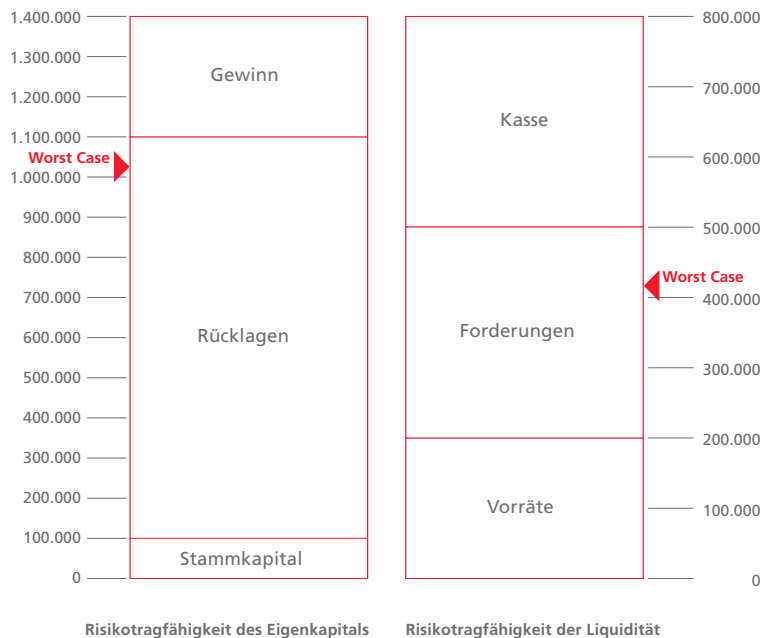 1.400.000
1.300.000
1.200.000
1.100.000
Worst Case
1.000.000
900.000
800.000
700.000
600.000
500.000
400.000
300.000
200.000
100.000
0
Gewinn
Rücklagen
Stammkapital
Risikotragfähigkeit des Eigenkapitals
Kasse
Forderungen
Vorräte
800.000
700.000
600.000
500.000
Worst Case
400.000
300.000
200.000
100.000
0
Risikotragfähigkeit der Liquidität